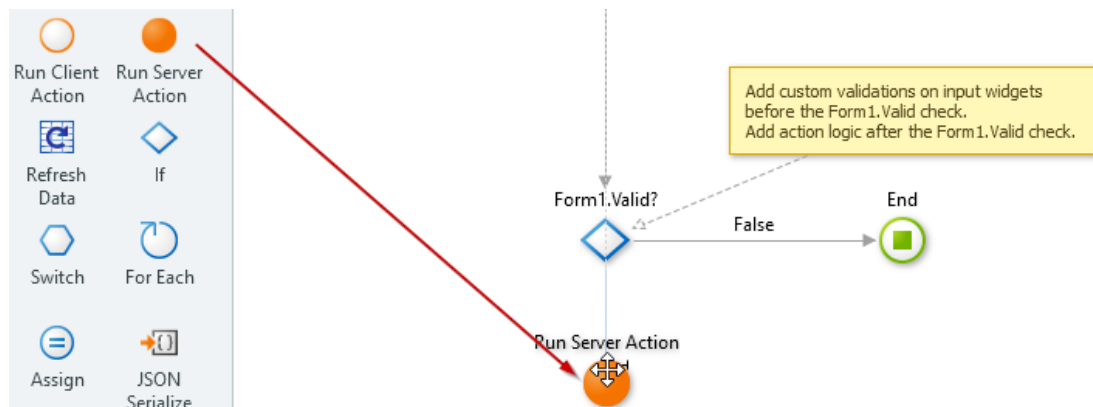 Run Client
Action
Run Server
Action
Refresh
Data
If
Switch
For Each
Assign
JSON
Serialize
Add custom validations on input widgets
before the Form1.Valid check.
Add action logic after the Form1.Valid check.
Form1.Valid?
False
End
Run Server Action